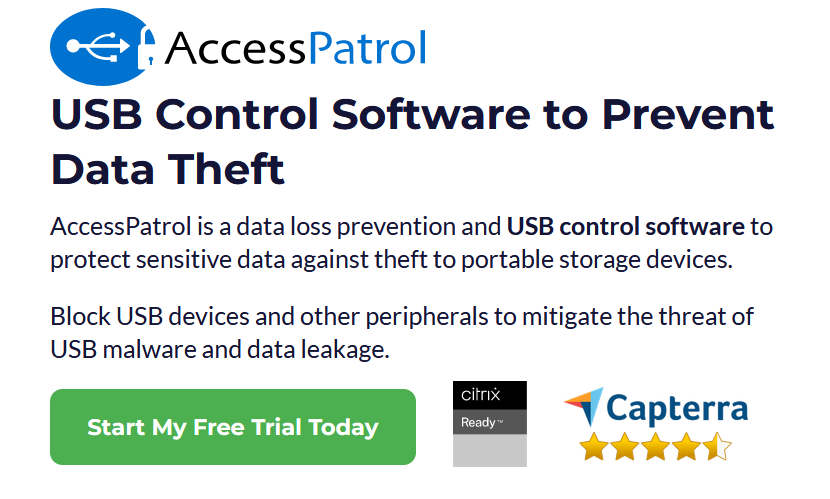 AccessPatrol
USB Control Software to Prevent
Data Theft
AccessPatrol is a data loss prevention and USB control software to
protect sensitive data against theft to portable storage devices.
Block USB devices and other peripherals to mitigate the threat of
USB malware and data leakage.
Start My Free Trial Today
citrix
Ready™
Capterra